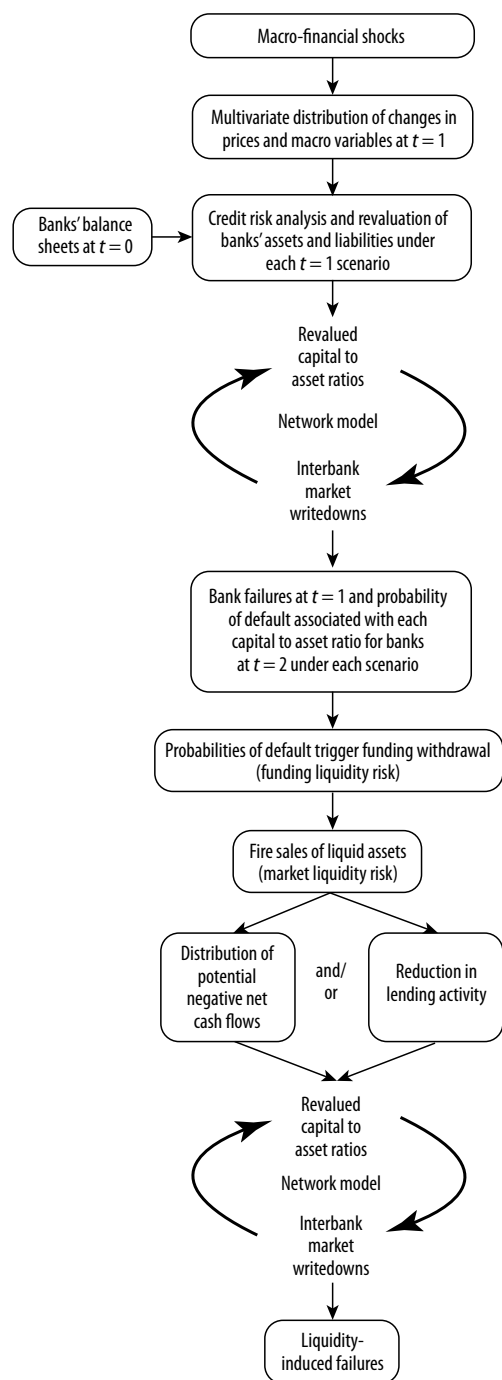 Macro-financial shocks
Multivariate distribution of changes in
prices and macro variables at t = 1
Banks’ balance
sheets at t = 0
Credit risk analysis and revaluation of
banks’ assets and liabilities under
each t = 1 scenario
Revalued
capital to
asset ratios
Network model
Interbank
market
writedowns
Bank failures at t = 1 and probability
of default associated with each
capital to asset ratio for banks
at t = 2 under each scenario
Probabilities of default trigger funding withdrawal
(funding liquidity risk)
Fire sales of liquid assets
(market liquidity risk)
Distribution of
potential
negative net
cash flows
and/
or
Reduction in
lending activity
Revalued
capital to
asset ratios
Network model
Interbank
market
writedowns
Liquidity-
induced failures